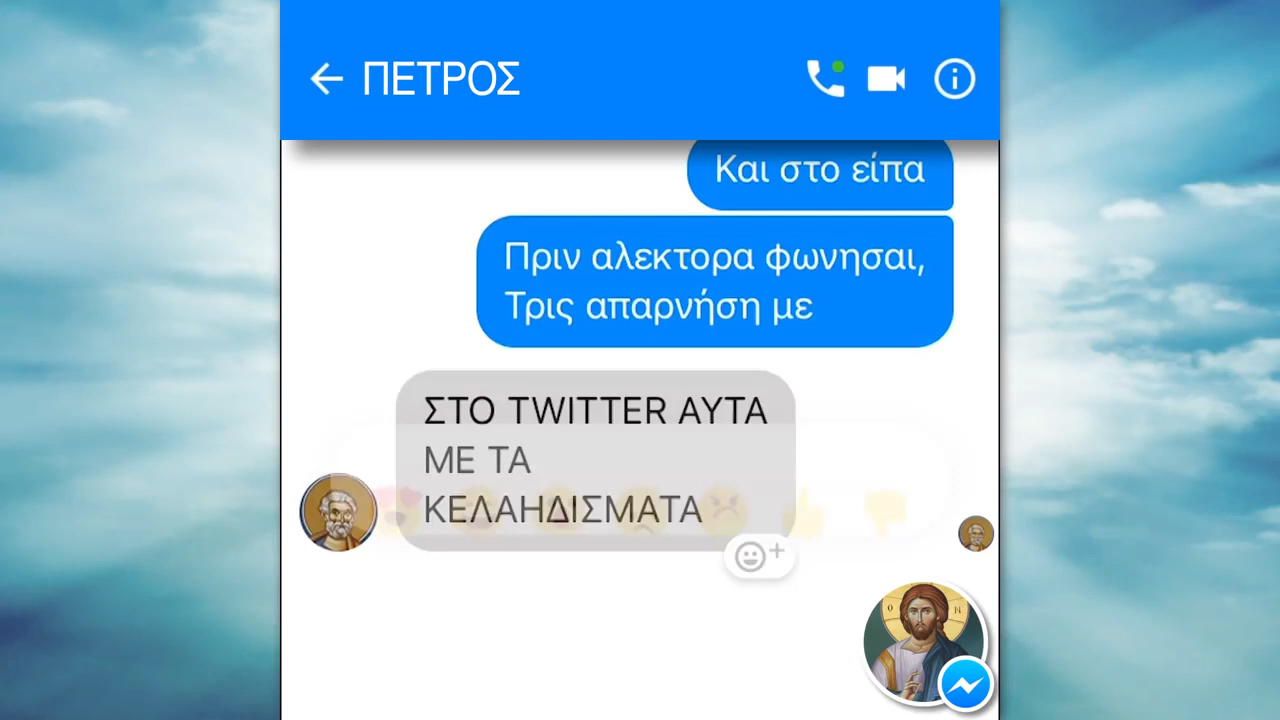 ΠΕΤΡΟΣ
Και στο είπα
Πριν αλεκτορα φωνησαι,
Τρις απαρνήση με
ΣΤΟ TWITTER ΑΥΤΑ
ΜΕ ΤΑ
ΚΕΛΑΗΔΙΣΜΑΤΑ
Ο Ν